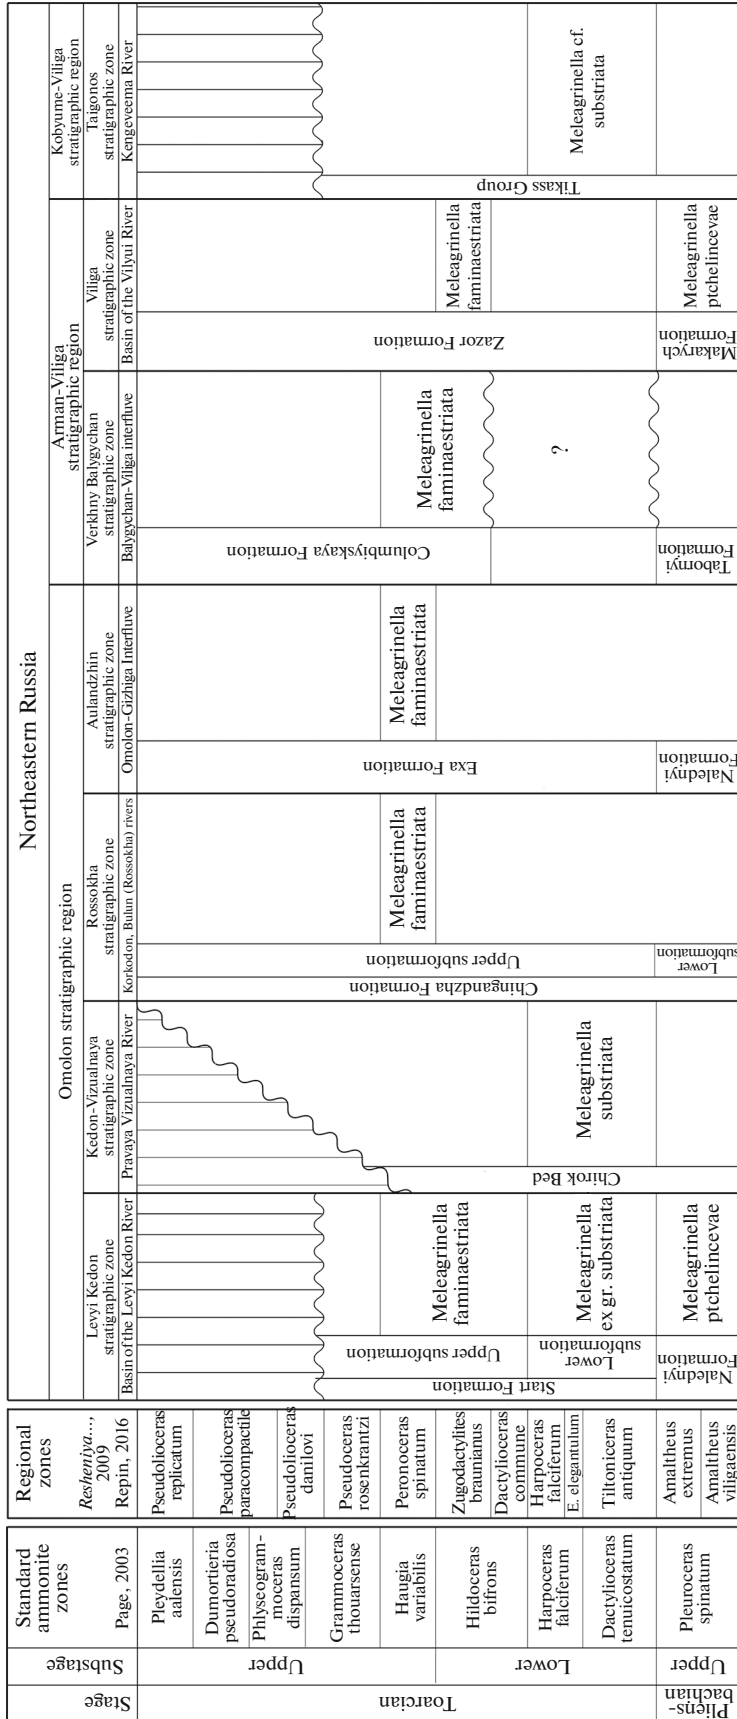 Northeastern Russia
Omolon stratigraphic region
Arman-Viliga
stratigraphic region
Kobyume-Viliga
stratigraphic region
Stage
Substage
Standard
ammonite
zones
Page, 2003
Regional
zones
Resheniya...,
2009
Repin, 2016
Levyi Kedon
stratigraphic zone
Basin of the Levyi Kedon River
Kedon-Vizualnaya
stratigraphic zone
Pravaya Vizualnaya River
Rossokha
stratigraphic zone
Korkodon, Bulun (Rossokha) rivers
Aulandzhin
stratigraphic zone
Omolon-Gizhiga Interfluve
Verkhny Balygychan
stratigraphic zone
Balygychan-Viliga interfluve
Viliga
stratigraphic zone
Basin of the Vilyui River
Taigonos
stratigraphic zone
Kengeveema River
Toarcian
Pliens-
bachian
Upper
Lower
Upper
Pleydellia
aalensis
Dumortieria
pseudoradiosa
Phlyseogram-
moceras
dispansum
Grammoceras
thouarsense
Haugia
variabilis
Hildoceras
bifrons
Harpoceras
falciferum
Dactylioceras
tenuicostatum
Pleuroceras
spinatum
Pseudolioceras
replicatum
Pseudolioceras
paracompactile
Pseudolioceras
danilovi
Pseudoceras
rosenkrantzi
Peronoceras
spinatum
Zugodactylites
braunianus
Dactylioceras
commune
Harpoceras
falciferum
E. elegantulum
Tiltoniceras
antiquum
Amaltheus
extremus
Amaltheus
viligaensis
Start Formation
Upper subformation
Lower
subformation
Nalednyi
Formation
Meleagrinella
faminaestriata
Meleagrinella
ex gr. substriata
Meleagrinella
ptchelincevae
Chirok Bed
Meleagrinella
substriata
Chingandzha Formation
Upper subformation
Lower
subformation
Meleagrinella
faminaestriata
Exa Formation
Nalednyi
Formation
Meleagrinella
faminaestriata
Columbiyskaya Formation
Tabornyi
Formation
Meleagrinella
faminaestriata
?
Zazor Formation
Makarych
Formation
Meleagrinella
faminaestriata
Meleagrinella
ptchelincevae
Tikass Group
Meleagrinella cf.
substriata